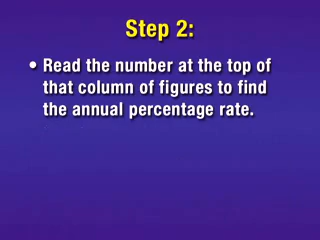 Step 2:
• Read the number at the top of
that column of figures to find
the annual percentage rate.